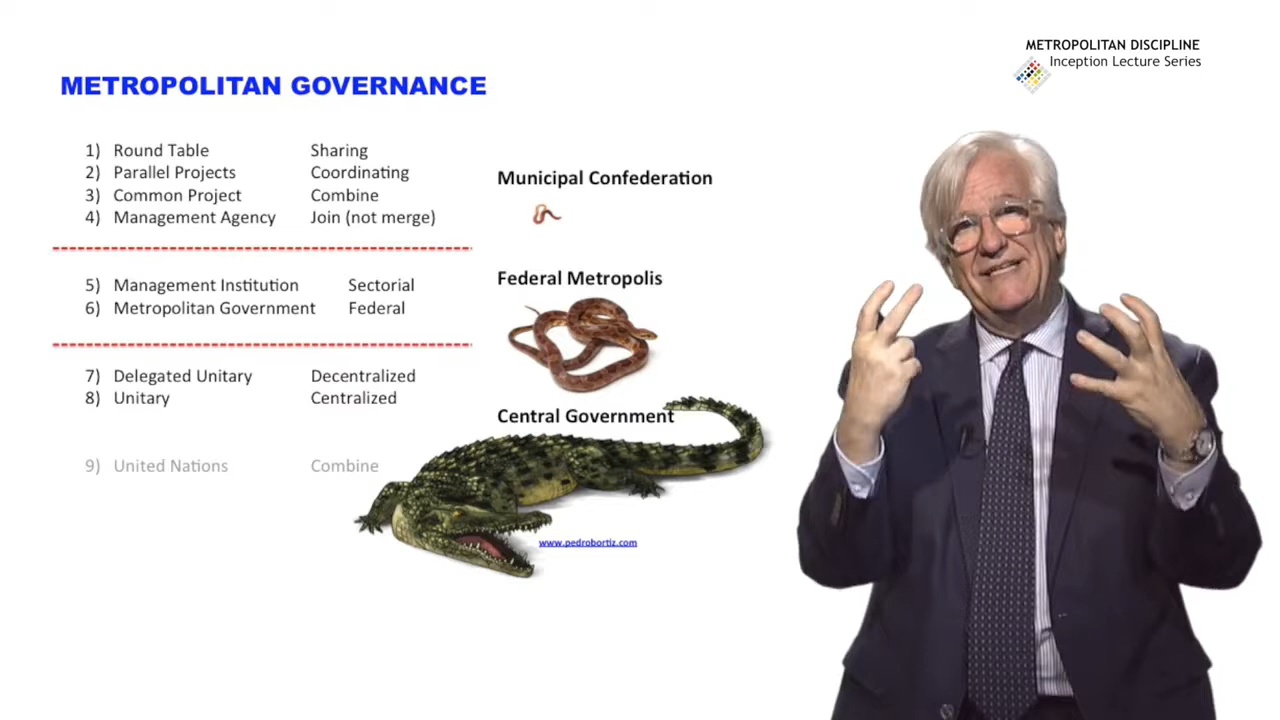 METROPOLITAN DISCIPLINE
Inception Lecture Series
METROPOLITAN GOVERNANCE
1) Round Table Sharing
2) Parallel Projects Coordinating
3) Common Project Combine
4) Management Agency Join (not merge)
Municipal Confederation
5) Management Institution Sectorial
6) Metropolitan Government Federal
Federal Metropolis
7) Delegated Unitary Decentralized
8) Unitary Centralized
Central Government
9) United Nations Combine
www.pedrobortiz.com